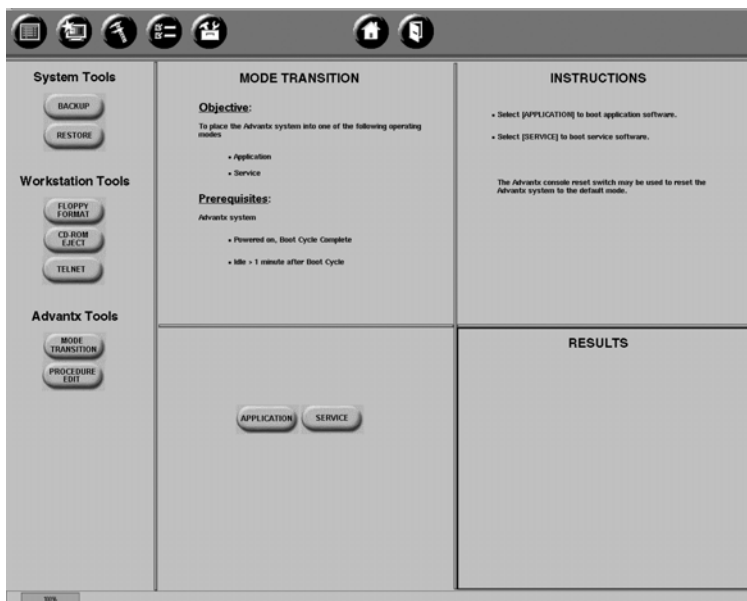 System Tools
BACKUP
RESTORE
Workstation Tools
FLOPPY
FORMAT
CD-ROM
EJECT
TELNET
Advantx Tools
MODE
TRANSITION
PROCEDURE
EDIT
MODE TRANSITION
Objective:
To place the Advantx system into one of the following operating
modes
• Application
• Service
Prerequisites:
Advantx system
• Powered on, Boot Cycle Complete
• Idle > 1 minute after Boot Cycle
INSTRUCTIONS
• Select [APPLICATION] to boot application software.
• Select [SERVICE] to boot service software.
The Advantx console reset switch may be used to reset the
Advantx system to the default mode.
APPLICATION
SERVICE
RESULTS